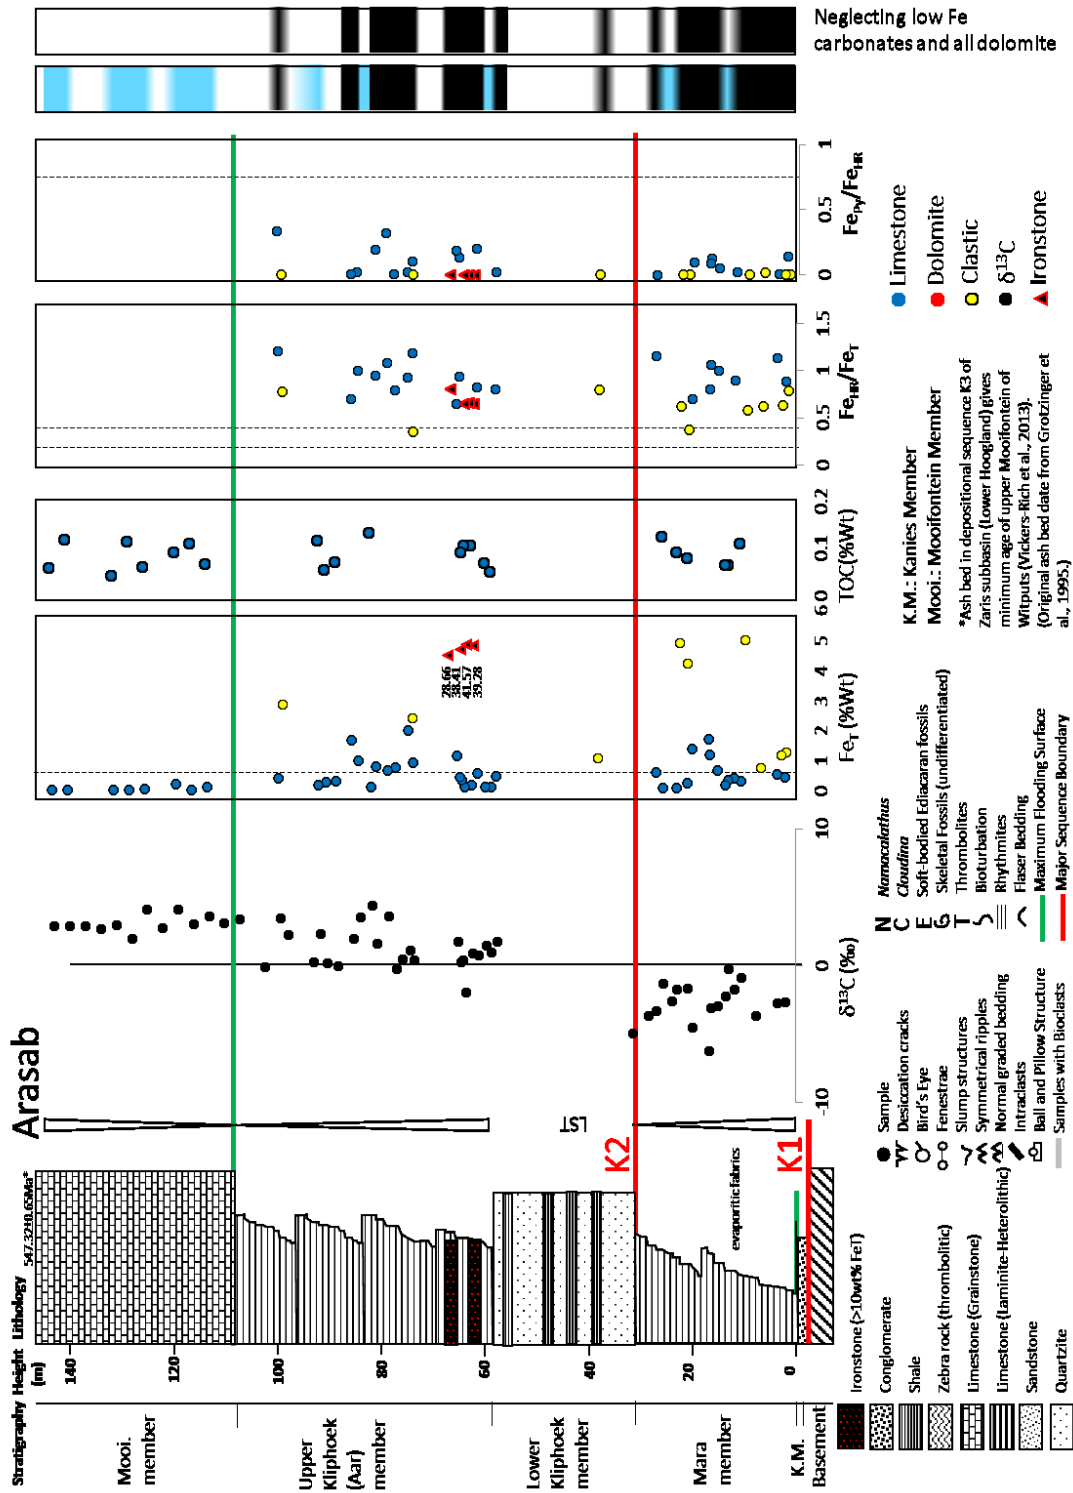 Arasab
Stratigraphy Height Lithology
(m)
547.32±0.65Ma*
Mooi.
member
Upper
Kliphoek
(Aar)
member
Lower
Kliphoek
member
Mara
member
K.M.
Basement
140
120
100
80
60
40
20
0
evaporitic fabrics
K2
K1
LST
-10
0
10
δ¹³C (‰)
28.66
38.41
41.57
39.28
0
1
2
3
4
5
6
FeT (%Wt)
0
0.1
0.2
TOC(%Wt)
0
0.5
1
1.5
FeHR/FeT
0
0.5
1
FePy/FeHR
Neglecting low Fe
carbonates and all dolomite
Ironstone (>10wt% FeT)
Conglomerate
Shale
Zebra rock (thrombolitic)
Limestone (Grainstone)
Limestone (Laminite-Heterolithic)
Sandstone
Quartzite
Sample
Desiccation cracks
Bird's Eye
Fenestrae
Slump structures
Symmetrical ripples
Normal graded bedding
Intraclasts
Ball and Pillow Structure
Samples with Bioclasts
N Namacalathus
C Cloudina
E Soft-bodied Ediacaran fossils
Skeletal Fossils (undifferentiated)
T Thrombolites
Bioturbation
Rhythmites
Flaser Bedding
Maximum Flooding Surface
Major Sequence Boundary
K.M.: Kanies Member
Mooi.: Mooifontein Member
*Ash bed in depositional sequence K3 of
Zaris subbasin (Lower Hoogland) gives
minimum age of upper Mooifontein of
Witputs (Vickers-Rich et al., 2013).
(Original ash bed date from Grotzinger et
al., 1995.)
Limestone
Dolomite
Clastic
δ¹³C
Ironstone